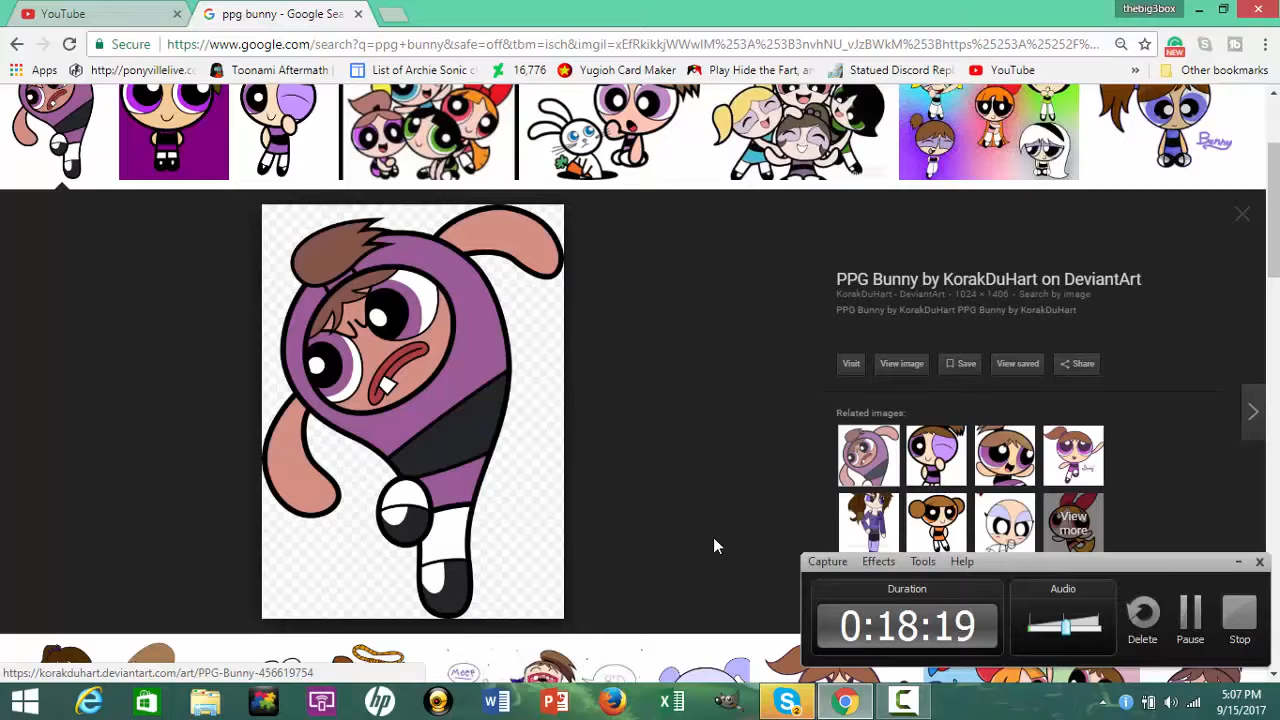 YouTube
ppg bunny - Google Sea
thebig3box
Secure
https://www.google.com/search?q=ppg+bunny&safe=off&tbm=isch&imgil=xEfRkikkjWWwIM%253A%253BnvhNU_vJzBWkM%253Bhttps%25253A%25252F%...
NEW
Apps
http://ponyvillelive.c
Toonami Aftermath
List of Archie Sonic c
16,776
Yugioh Card Maker
Play Hide the Fart, an
Statued Discord Repl
YouTube
Other bookmarks
Bunny
PPG Bunny by KorakDuHart on DeviantArt
KorakDuHart - DeviantArt - 1024 × 1406 - Search by image
PPG Bunny by KorakDuHart PPG Bunny by KorakDuHart
Visit
View image
Save
View saved
Share
Related images:
View more
Capture
Effects
Tools
Help
Duration
Audio
0:18:19
Delete
Pause
Stop
https://korakduhart.deviantart.com/art/PPG-Bunny-456619754
5:07 PM
9/15/2017